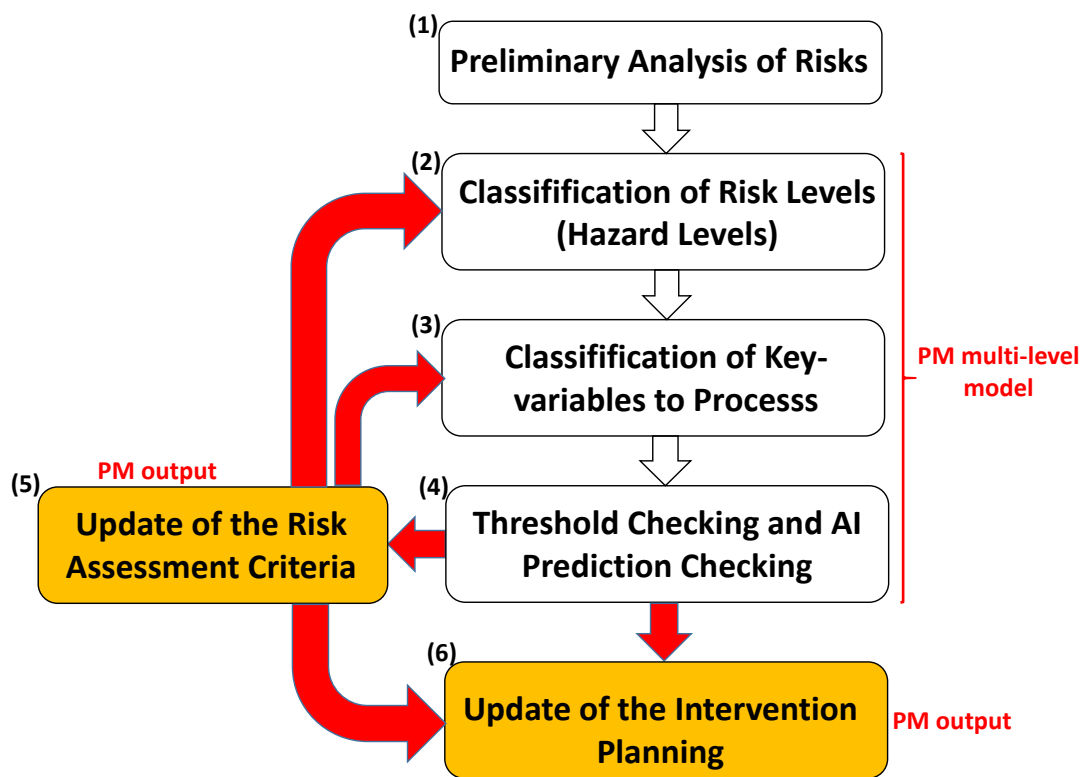 (1)
Preliminary Analysis of Risks
(2)
Classifification of Risk Levels
(Hazard Levels)
(3)
Classifification of Key-
variables to Processs
PM multi-level
model
PM output
(5)
Update of the Risk
Assessment Criteria
(4)
Threshold Checking and AI
Prediction Checking
(6)
Update of the Intervention
Planning
PM output